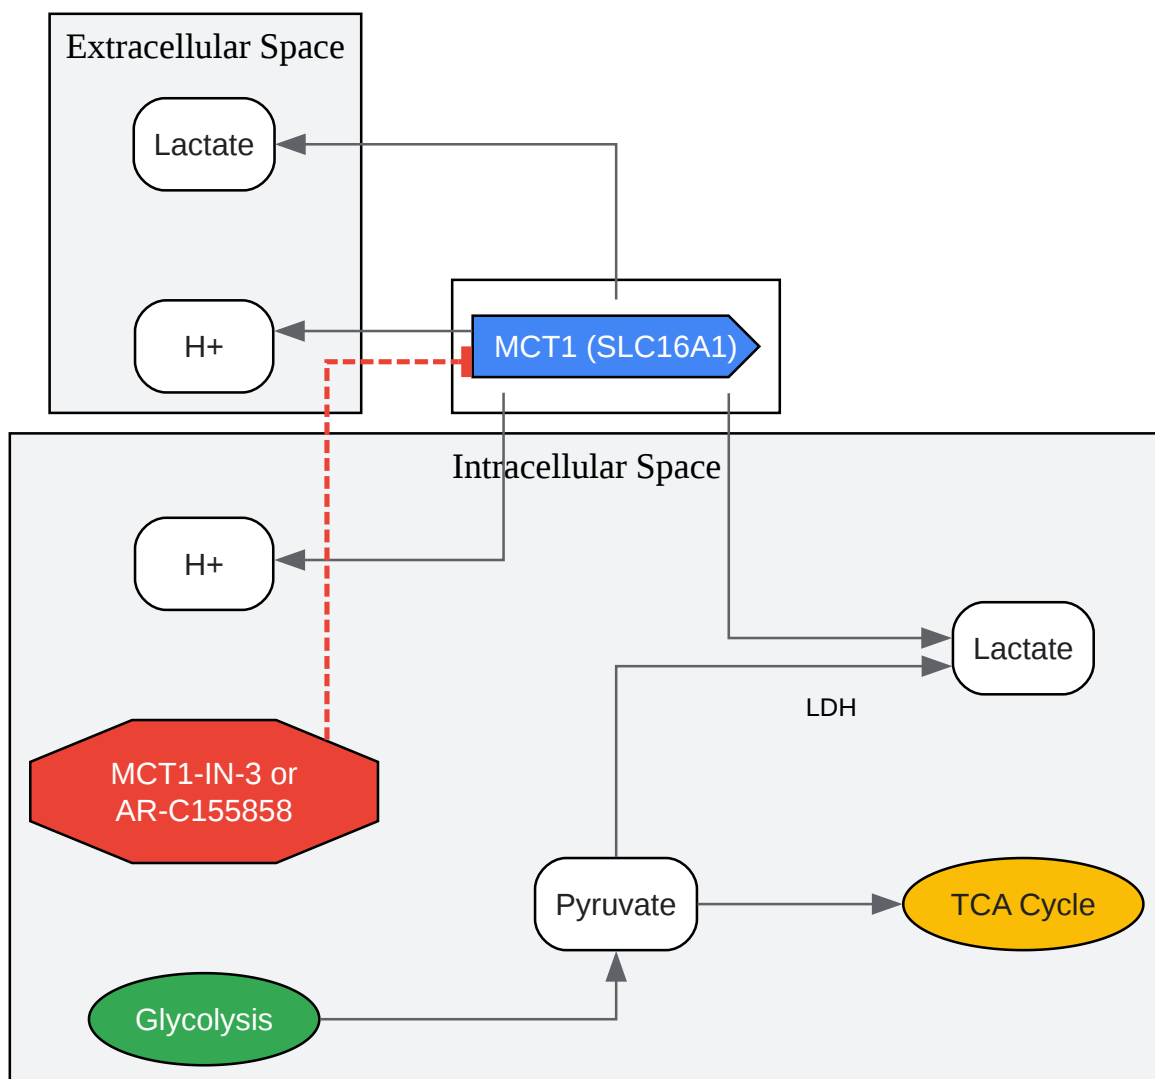 Extracellular Space
Lactate
H+
MCT1 (SLC16A1)
Intracellular Space
H+
Lactate
LDH
MCT1-IN-3 or
AR-C155858
Pyruvate
TCA Cycle
Glycolysis